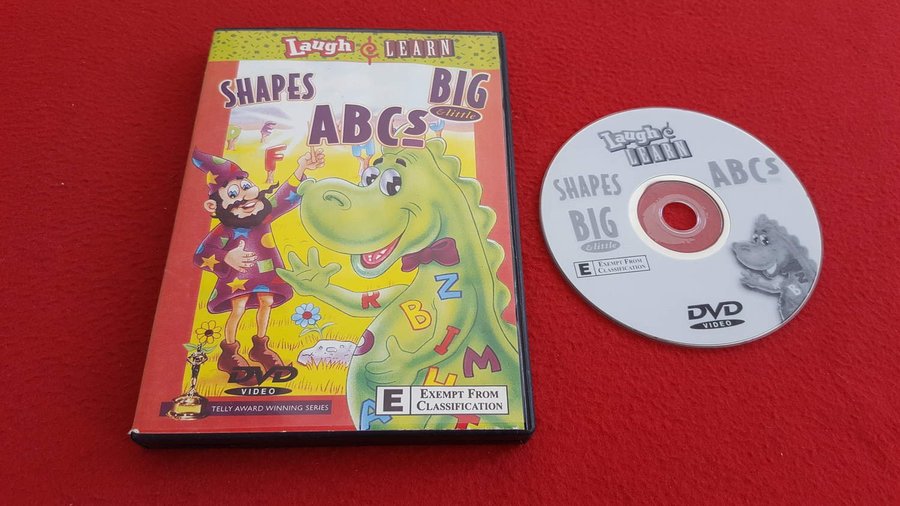 Laugh & LEARN
SHAPES
BIG
& little
ABCs
F
R
B
Z
I
M
A
DVD
VIDEO
TELLY AWARD WINNING SERIES
E
EXEMPT FROM
CLASSIFICATION
Laugh &
LEARN
SHAPES
ABCs
BIG
& little
E
EXEMPT FROM
CLASSIFICATION
B
DVD
VIDEO